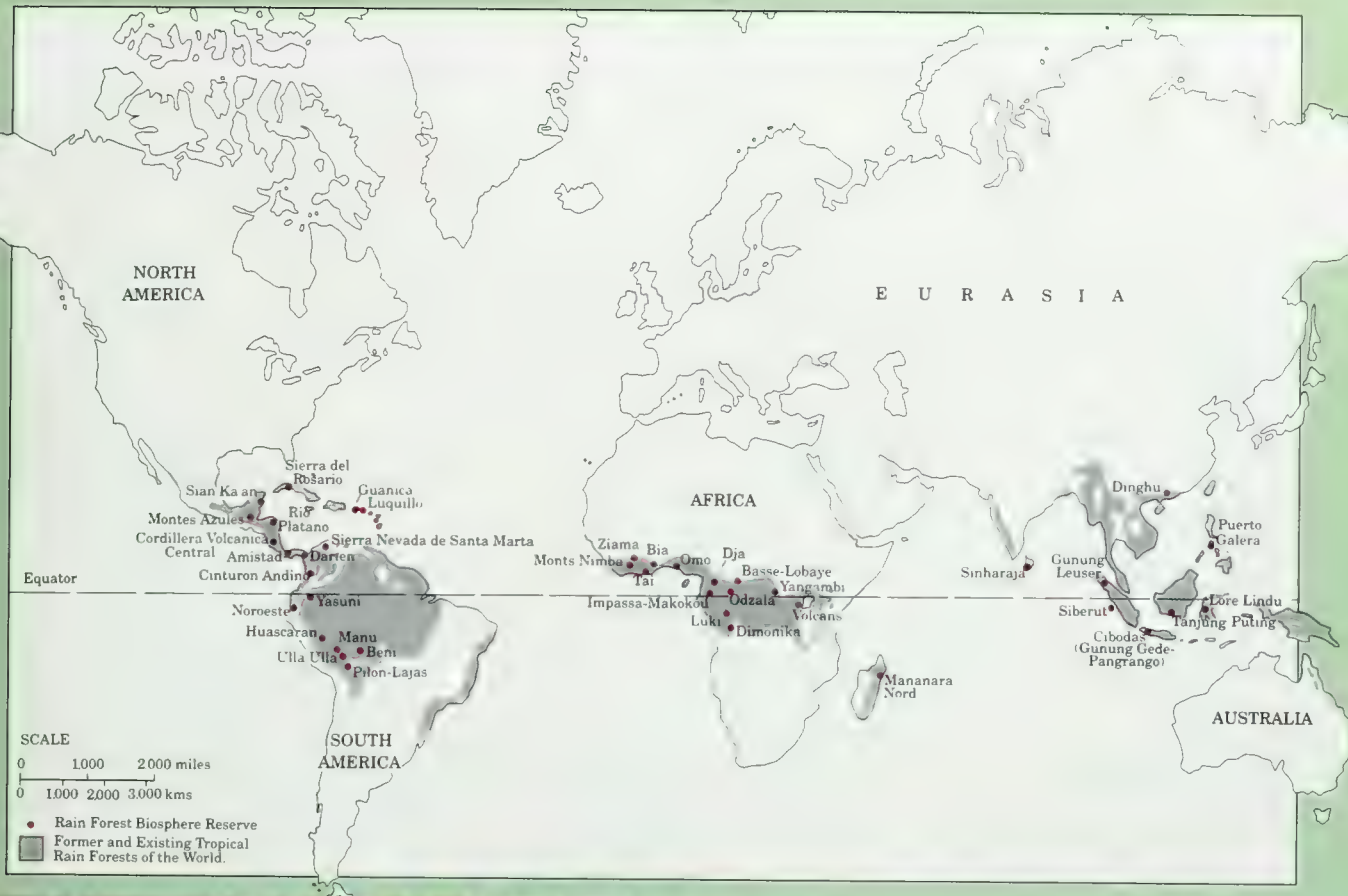 NORTH
AMERICA
EURASIA
Sierra del
Rosario
Sian Ka an
Guanica
Luquillo
Montes Azules
Rio
Platano
Cordillera Volcanica
Central
Sierra Nevada de Santa Marta
Amistad
Darien
Cinturon Andino
Equator
Yasuni
Noroeste
Huascaran
Manu
Beni
Ulla Ulla
Pilon-Lajas
SOUTH
AMERICA
AFRICA
Ziama
Bia
Omo
Dja
Monts Nimba
Tai
Basse-Lobaye
Yangambi
Impassa-Makokou
Odzala
Volcans
Luki
Dimonika
Mananara
Nord
Dinghu
Puerto
Galera
Sinharaja
Gunung
Leuser
Siberut
Lore Lindu
Tanjung Puting
Cibodas
(Gunung Gede-
Pangrango)
AUSTRALIA
SCALE
0 1.000 2 000 miles
0 1.000 2,000 3.000 kms
Rain Forest Biosphere Reserve
Former and Existing Tropical
Rain Forests of the World.